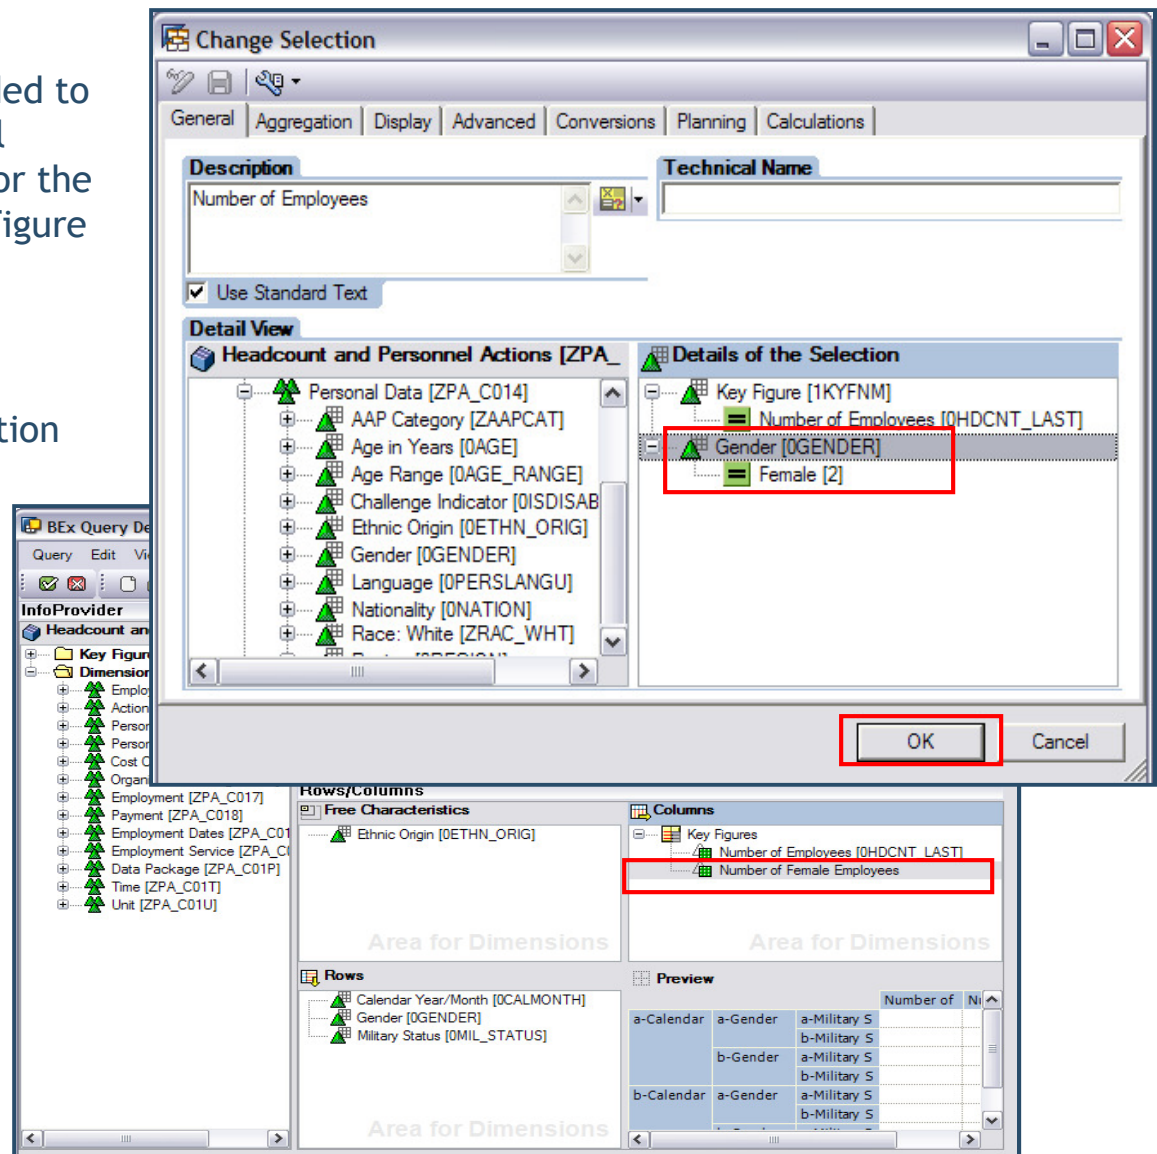 Change Selection
General Aggregation Display Advanced Conversions Planning Calculations
to
or the
Description
Number of Employees
Technical Name
Use Standard Text
Detail View
Headcount and Personnel Actions [ZPA_
Personal Data [ZPA_C014]
AAP Category [ZAAPCAT]
Age in Years [0AGE]
Age Range [0AGE_RANGE]
Challenge Indicator [0ISDISAB
Ethnic Origin [0ETHN_ORIG]
Gender [0GENDER]
Language [0PERSLANGU]
Nationality [0NATION]
Race: White [ZRAC_WHT]
Details of the Selection
Key Figure [1KYFNM]
Number of Employees [0HDCNT_LAST]
Gender [0GENDER]
Female [2]
OK Cancel
BEx Query De
Query Edit Vi
InfoProvider
Headcount an
Key Figur
Dimension
Employ
Action
Person
Person
Cost C
Organi
Employment [ZPA_C017]
Payment [ZPA_C018]
Employment Dates [ZPA_C01
Employment Service [ZPA_C
Data Package [ZPA_C01P]
Time [ZPA_C01T]
Unit [ZPA_C01U]
Rows/Columns
Free Characteristics
Ethnic Origin [0ETHN_ORIG]
Area for Dimensions
Columns
Key Figures
Number of Employees [0HDCNT_LAST]
Number of Female Employees
Area for Dimensions
Rows
Calendar Year/Month [0CALMONTH]
Gender [0GENDER]
Military Status [0MIL_STATUS]
Area for Dimensions
Preview
Number of
a-Calendar a-Gender a-Military S
b-Military S
b-Gender a-Military S
b-Military S
b-Calendar a-Gender a-Military S
b-Military S